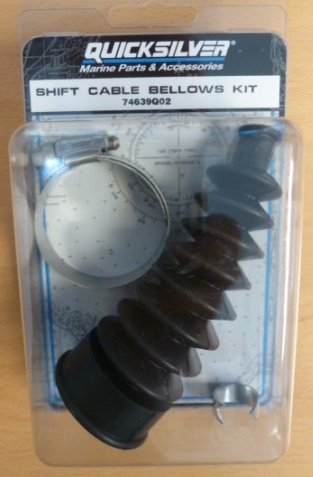 QUICKSILVER®
Marine Parts & Accessories
SHIFT CABLE BELLOWS KIT
74639Q02